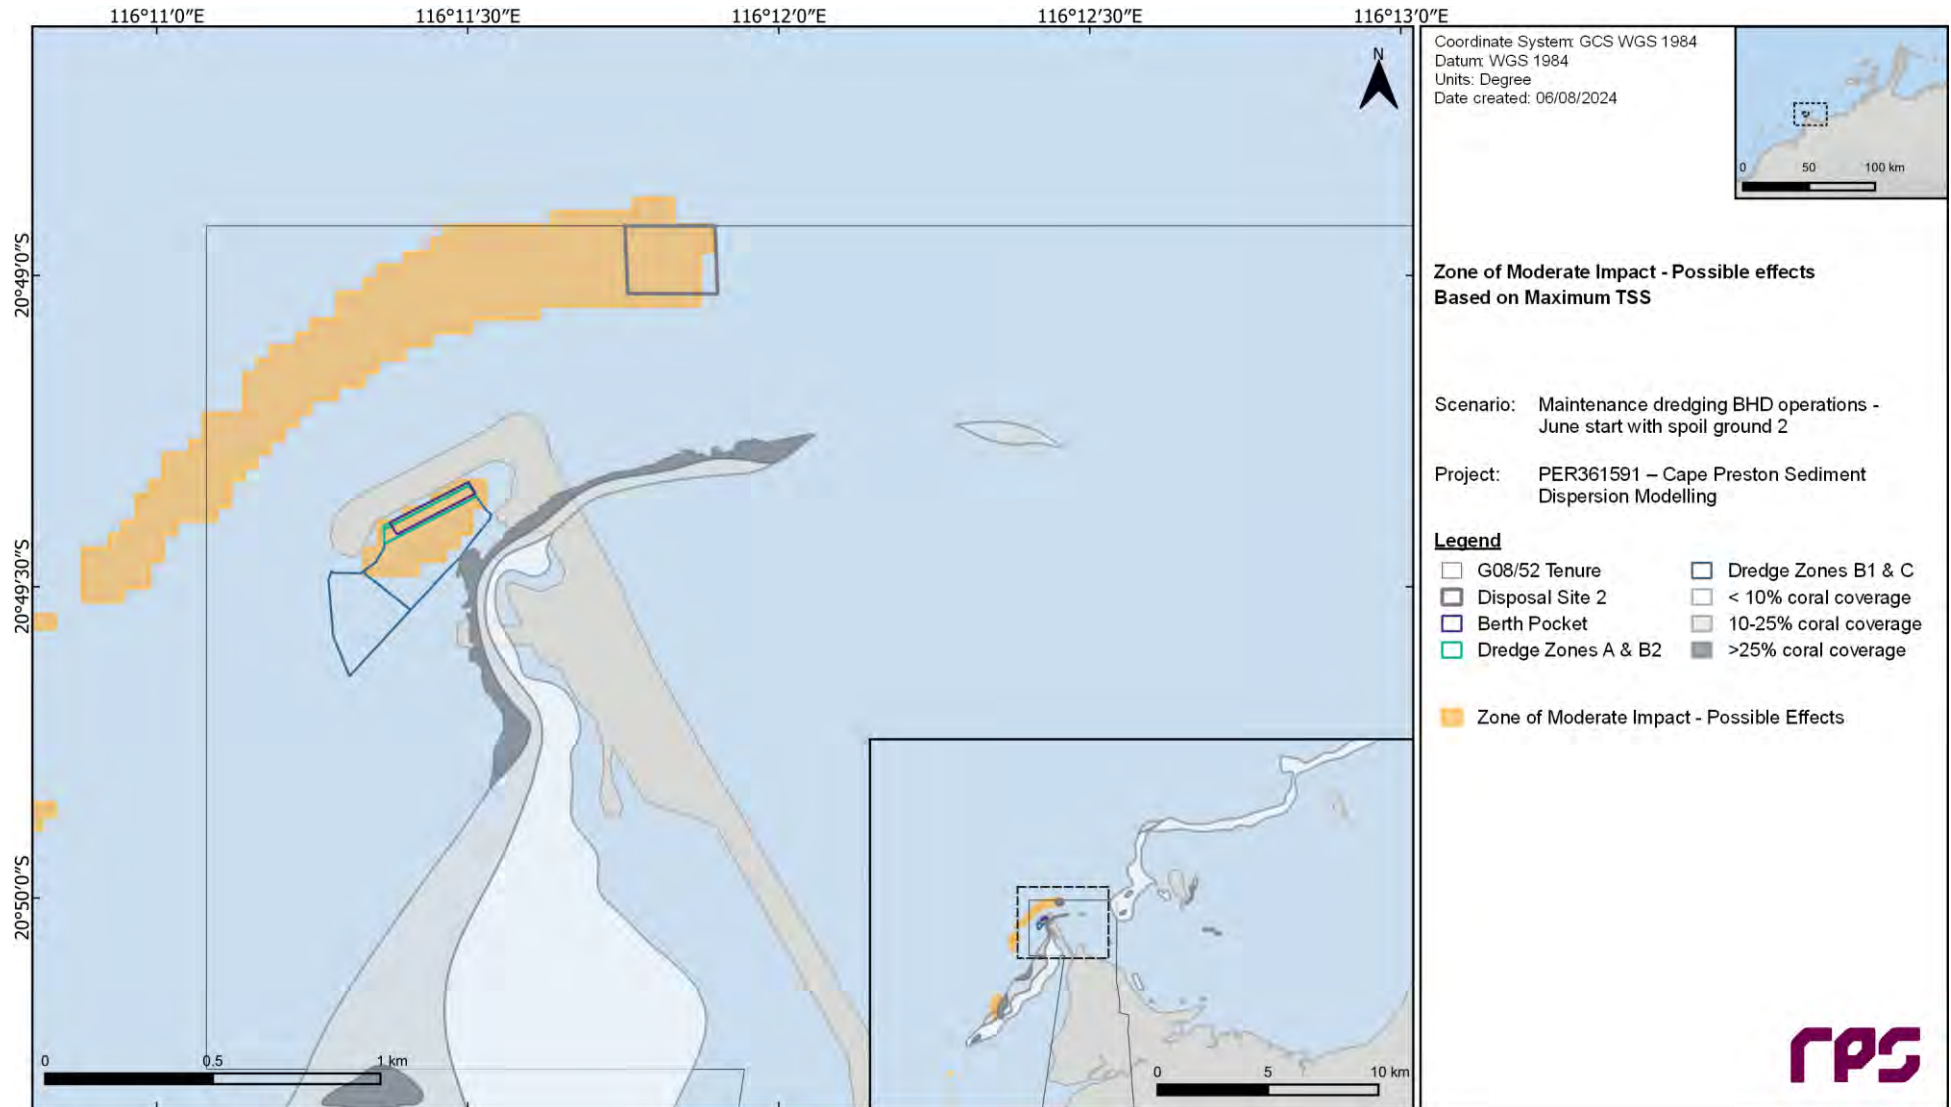 116°11'0"E
116°11'30"E
116°12'0"E
116°12'30"E
116°13'0"E
20°49'0"S
20°49'30"S
20°50'0"S
N
0 0.5 1 km
0 5 10 km
Coordinate System: GCS WGS 1984
Datum: WGS 1984
Units: Degree
Date created: 06/08/2024
0 50 100 km
Zone of Moderate Impact - Possible effects
Based on Maximum TSS
Scenario: Maintenance dredging BHD operations -
June start with spoil ground 2
Project: PER361591 – Cape Preston Sediment
Dispersion Modelling
Legend
G08/52 Tenure
Disposal Site 2
Berth Pocket
Dredge Zones A & B2
Dredge Zones B1 & C
< 10% coral coverage
10-25% coral coverage
>25% coral coverage
Zone of Moderate Impact - Possible Effects
rps